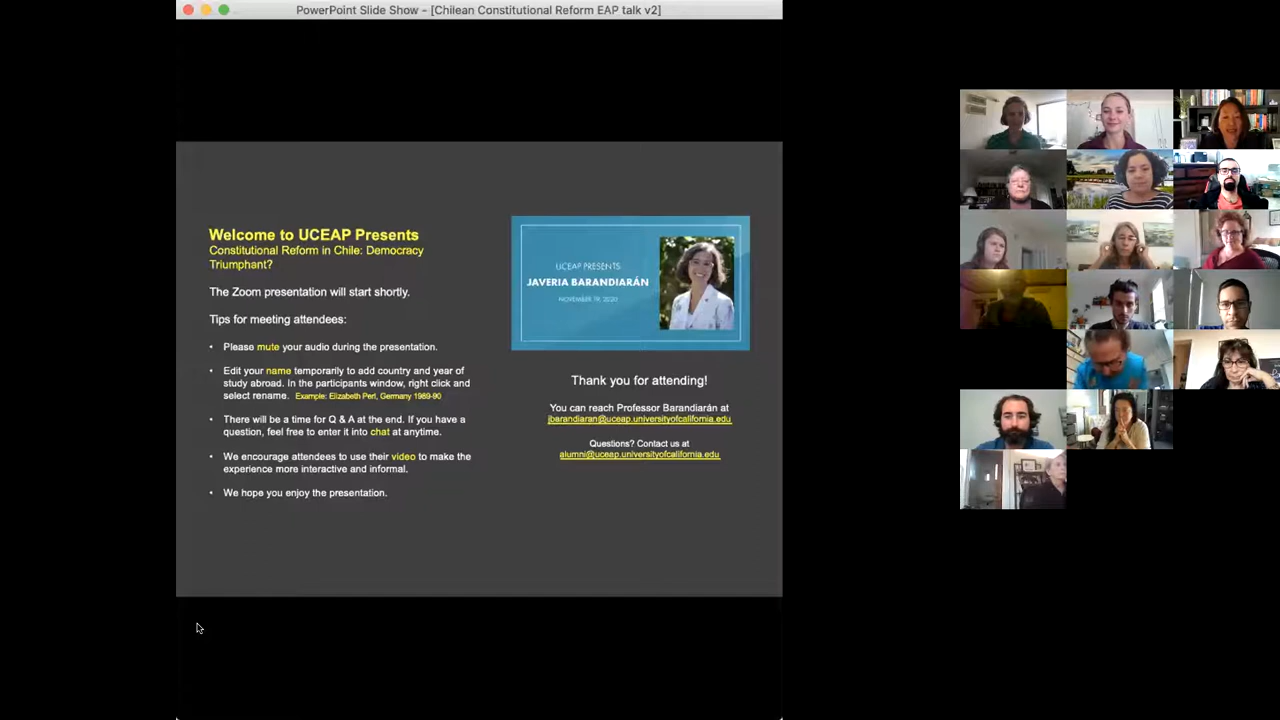 PowerPoint Slide Show - [Chilean Constitutional Reform EAP talk v2]
Welcome to UCEAP Presents
Constitutional Reform in Chile: Democracy
Triumphant?
The Zoom presentation will start shortly.
Tips for meeting attendees:
• Please mute your audio during the presentation.
• Edit your name temporarily to add country and year of
study abroad. In the participants window, right click and
select rename. Example: Elizabeth Perl, Germany 1989-90
• There will be a time for Q & A at the end. If you have a
question, feel free to enter it into chat at anytime.
• We encourage attendees to use their video to make the
experience more interactive and informal.
• We hope you enjoy the presentation.
UCEAP PRESENTS
JAVERIA BARANDIARÁN
NOVEMBER 19, 2020
Thank you for attending!
You can reach Professor Barandiarán at
jbarandiaran@uceap.universityofcalifornia.edu
Questions? Contact us at
alumni@uceap.universityofcalifornia.edu